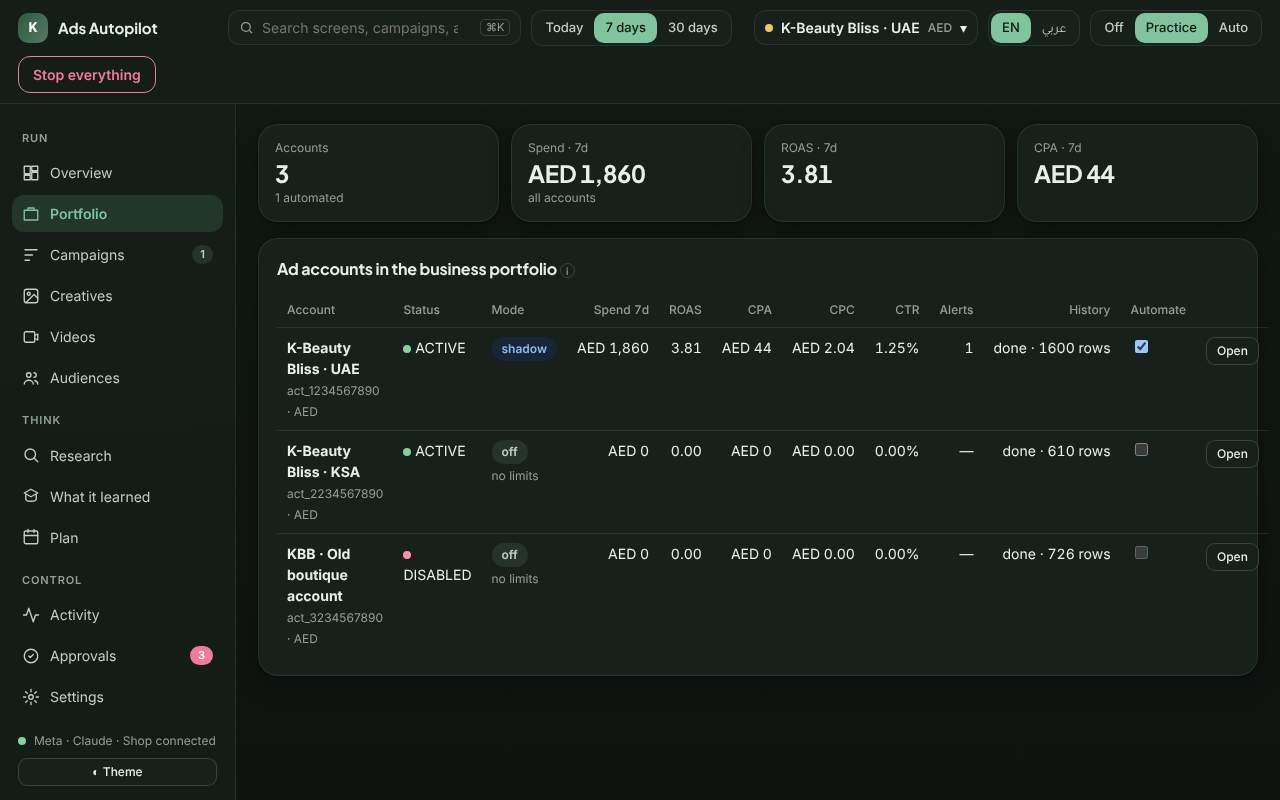 K Ads Autopilot
Search screens, campaigns, a ⌘K
Today 7 days 30 days
K-Beauty Bliss · UAE AED ▾
EN عربي
Off Practice Auto
Stop everything
RUN
Overview
Portfolio
Campaigns 1
Creatives
Videos
Audiences
THINK
Research
What it learned
Plan
CONTROL
Activity
Approvals 3
Settings
Meta · Claude · Shop connected
Theme
Accounts
3
1 automated
Spend · 7d
AED 1,860
all accounts
ROAS · 7d
3.81
CPA · 7d
AED 44
Ad accounts in the business portfolio i
Account Status Mode Spend 7d ROAS CPA CPC CTR Alerts History Automate
K-Beauty ACTIVE shadow AED 1,860 3.81 AED 44 AED 2.04 1.25% 1 done · 1600 rows Open
Bliss · UAE
act_1234567890
· AED
K-Beauty ACTIVE off AED 0 0.00 AED 0 AED 0.00 0.00% — done · 610 rows Open
Bliss · KSA no limits
act_2234567890
· AED
KBB · Old off AED 0 0.00 AED 0 AED 0.00 0.00% — done · 726 rows Open
boutique DISABLED no limits
account
act_3234567890
· AED